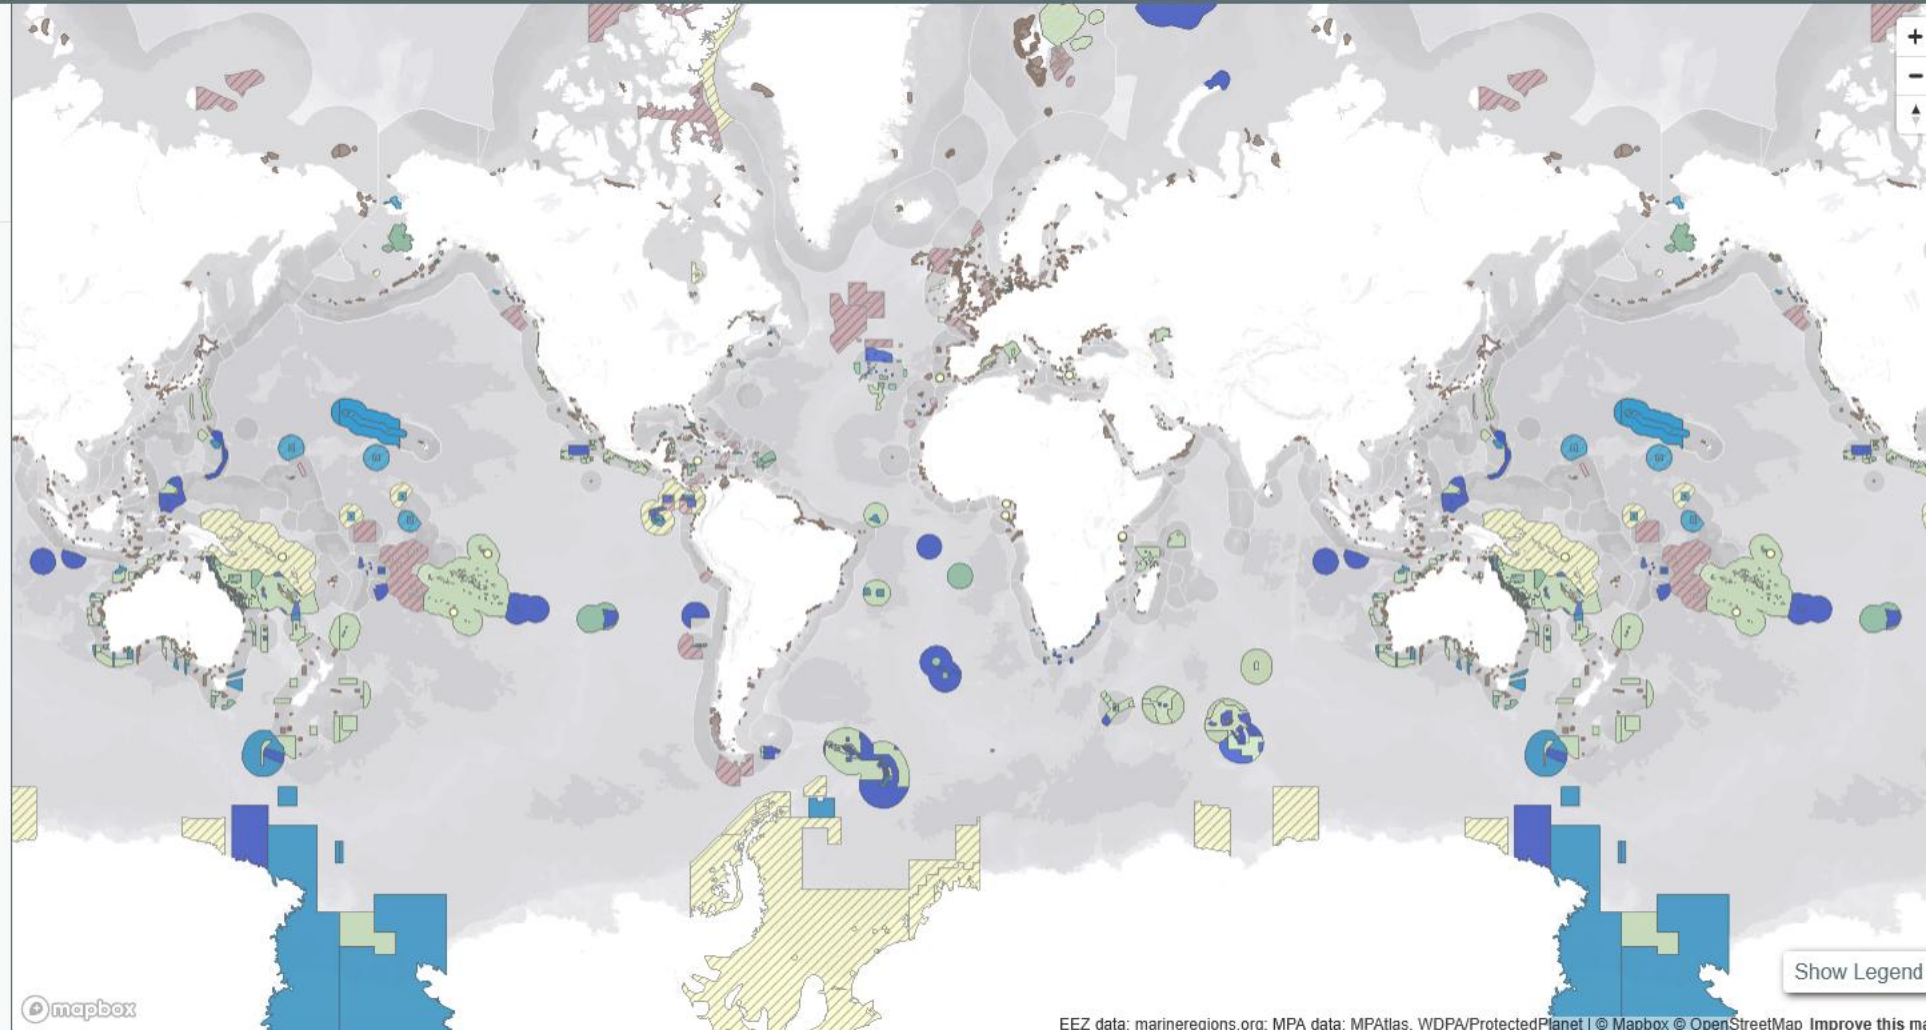 +
−
Show Legend
mapbox
EEZ data: marineregions.org; MPA data: MPAtlas, WDPA/ProtectedPlanet | © Mapbox © OpenStreetMap Improve this m